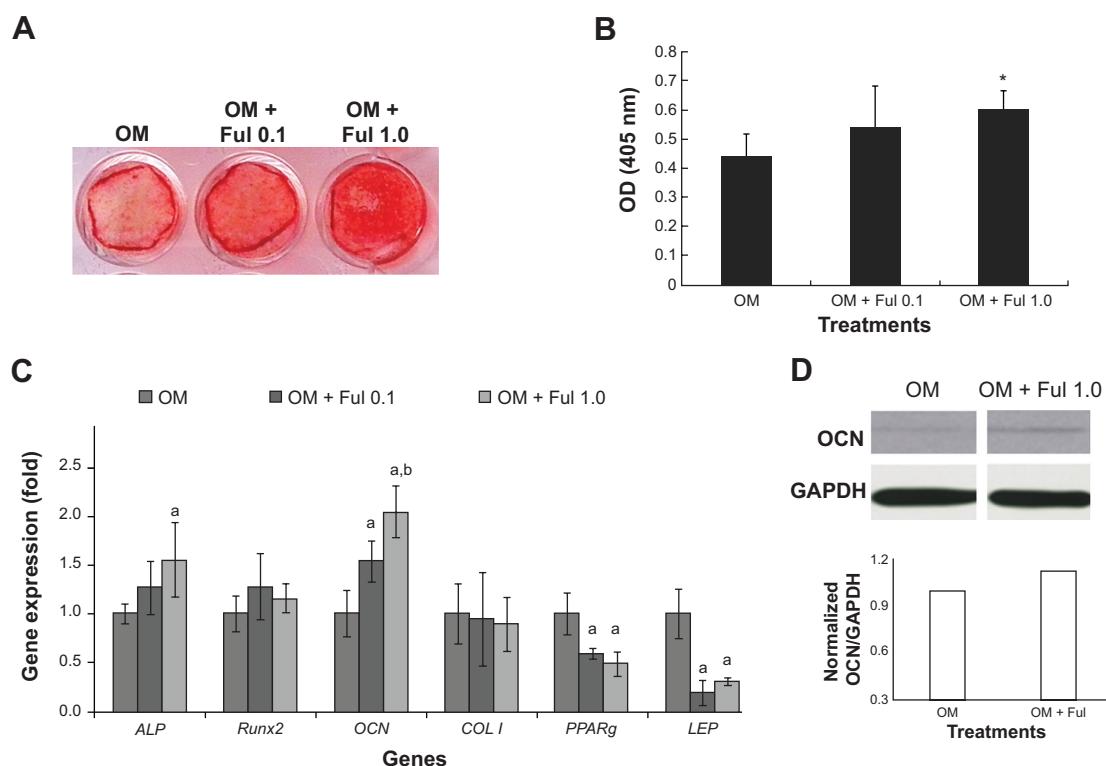 A
OM
OM +
Ful 0.1
OM +
Ful 1.0
B
OD (405 nm)
0.8
0.7
0.6
0.5
0.4
0.3
0.2
0.1
0
*
OM
OM + Ful 0.1
OM + Ful 1.0
Treatments
C
OM
OM + Ful 0.1
OM + Ful 1.0
Gene expression (fold)
2.5
2.0
1.5
1.0
0.5
0.0
a
a
a,b
a
a
a
a
ALP
Runx2
OCN
COL I
PPARg
LEP
Genes
D
OM
OM + Ful 1.0
OCN
GAPDH
Normalized
OCN/GAPDH
1.2
0.9
0.6
0.3
OM
OM + Ful
Treatments